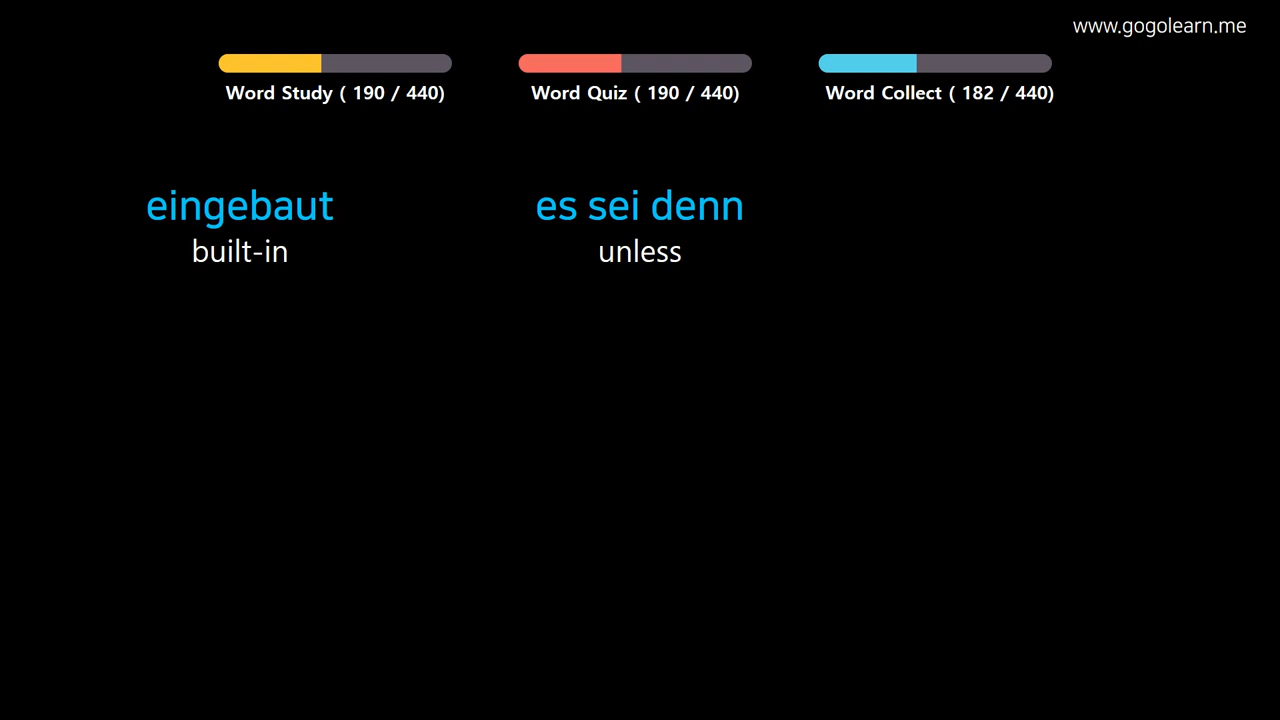 www.gogolearn.me
Word Study ( 190 / 440)
Word Quiz ( 190 / 440)
Word Collect ( 182 / 440)
eingebaut
built-in
es sei denn
unless